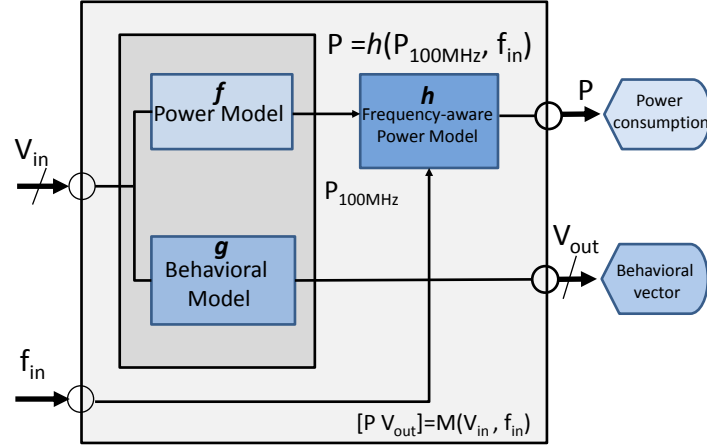 P =h(P100MHz, fin)
f
Power Model
h
Frequency-aware
Power Model
P
Power
consumption
Vin
P100MHz
g
Behavioral
Model
Vout
Behavioral
vector
fin
[P Vout]=M(Vin , fin)